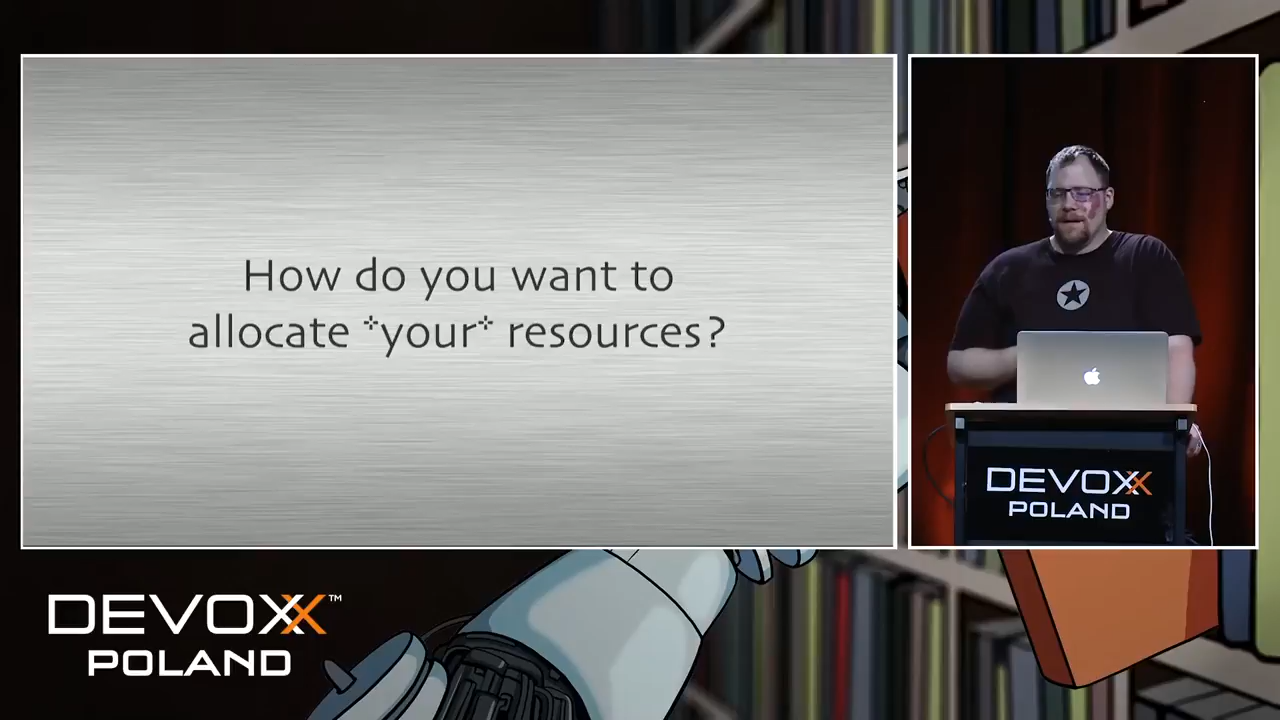 How do you want to
allocate *your* resources?
DEVOXX
POLAND
DEVOXX™
POLAND